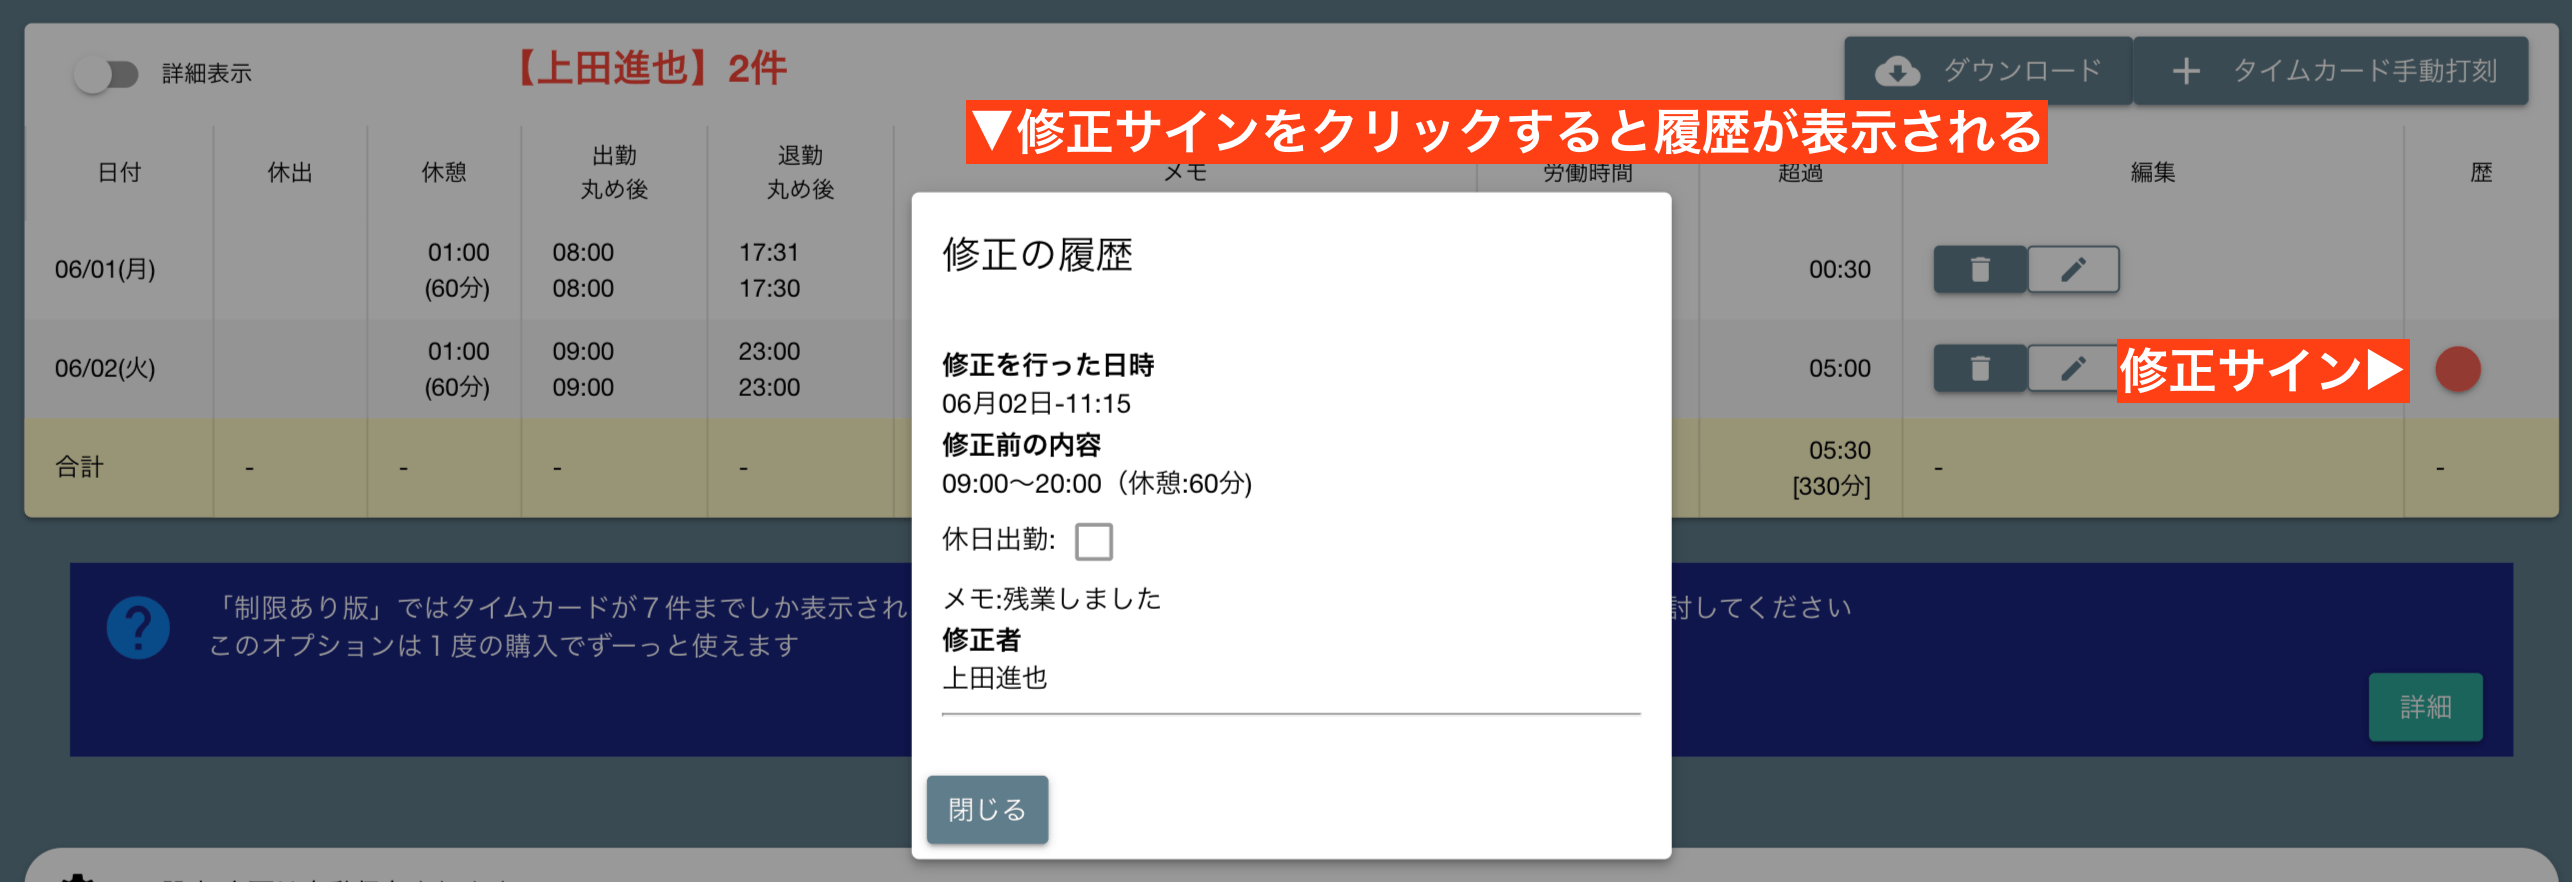 詳細表示
【上田進也】2件
ダウンロード
＋ タイムカード手動打刻
▼修正サインをクリックすると履歴が表示される
日付 休出 休憩 出勤 丸め後 退勤 丸め後 メモ 労働時間 超過 編集 歴
06/01(月) 01:00 (60分) 08:00 08:00 17:31 17:30 00:30
06/02(火) 01:00 (60分) 09:00 09:00 23:00 23:00 05:00
修正サイン▶
合計 - - - - 05:30 [330分] - -
修正の履歴
修正を行った日時
06月02日-11:15
修正前の内容
09:00〜20:00（休憩:60分)
休日出勤:
メモ:残業しました
修正者
上田進也
閉じる
「制限あり版」ではタイムカードが７件までしか表示され
討してください
このオプションは１度の購入でずーっと使えます
詳細